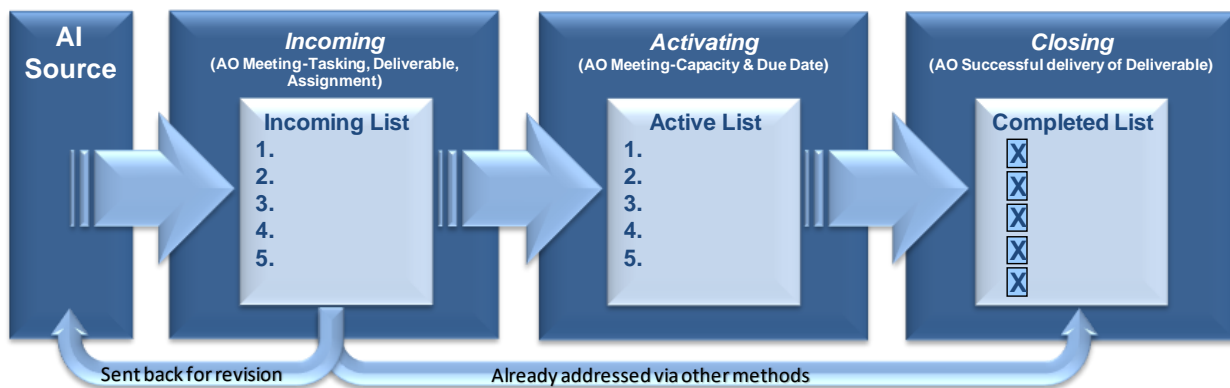 AI
Source
Incoming
(AO Meeting-Tasking, Deliverable,
Assignment)
Incoming List
1.
2.
3.
4.
5.
Activating
(AO Meeting-Capacity & Due Date)
Active List
1.
2.
3.
4.
5.
Closing
(AO Successful delivery of Deliverable)
Completed List
X
X
X
X
X
Sent back for revision
Already addressed via other methods